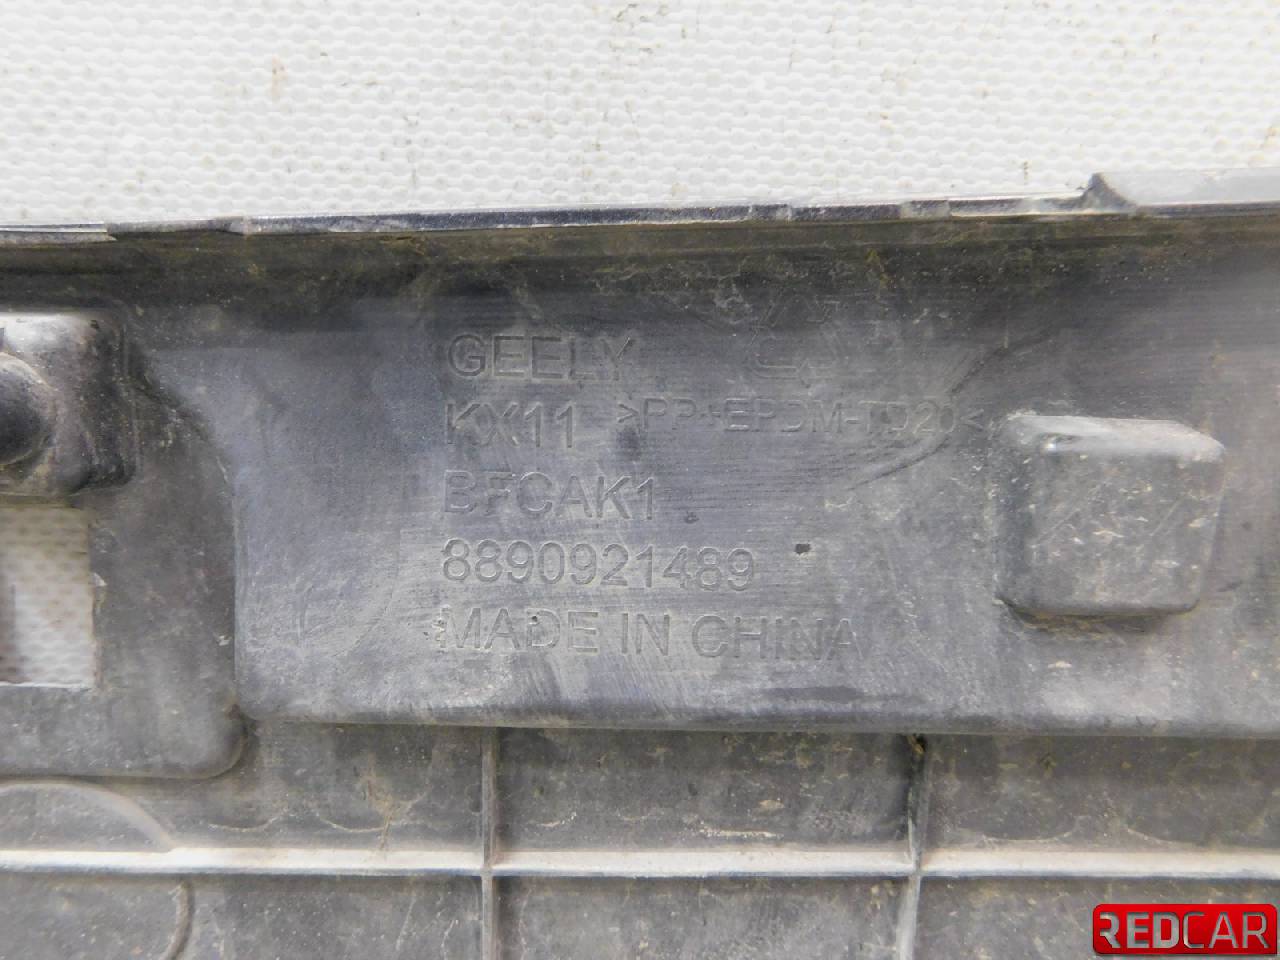 GEELY
KX11 >PP+EPDM-TD20<
BFCAK1
8890921489
MADE IN CHINA
REDCAR